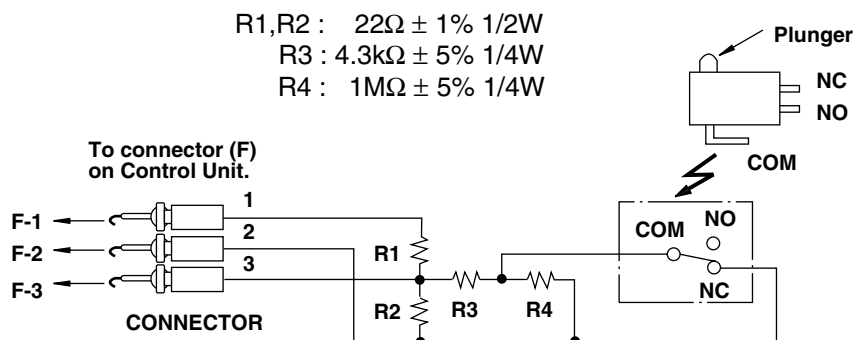 R1,R2 : 22Ω ± 1% 1/2W
R3 : 4.3kΩ ± 5% 1/4W
R4 : 1MΩ ± 5% 1/4W
Plunger
NC
NO
COM
To connector (F)
on Control Unit.
1
F-1
2
F-2
3
F-3
CONNECTOR
R1
R2
R3
R4
COM
NO
NC